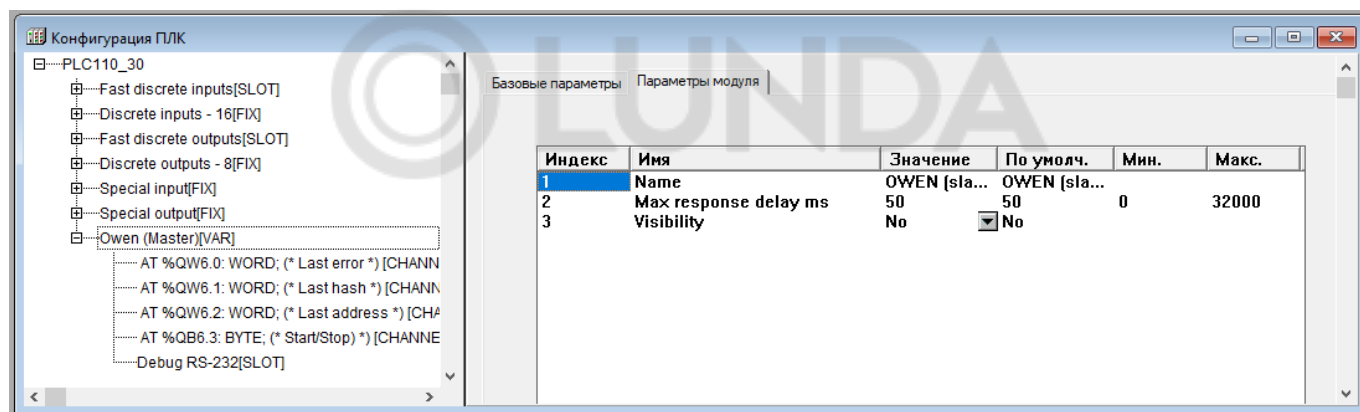 Конфигурация ПЛК
PLC110_30
Fast discrete inputs[SLOT]
Discrete inputs - 16[FIX]
Fast discrete outputs[SLOT]
Discrete outputs - 8[FIX]
Special input[FIX]
Special output[FIX]
Owen (Master)[VAR]
AT %QW6.0: WORD; (* Last error *) [CHANN
AT %QW6.1: WORD; (* Last hash *) [CHANN
AT %QW6.2: WORD; (* Last address *) [CHA
AT %QB6.3: BYTE; (* Start/Stop) *) [CHANNE
Debug RS-232[SLOT]
LUNDA
Базовые параметры Параметры модуля
Индекс Имя Значение По умолч. Мин. Макс.
1 Name OWEN (sla... OWEN (sla...
2 Max response delay ms 50 50 0 32000
3 Visibility No No